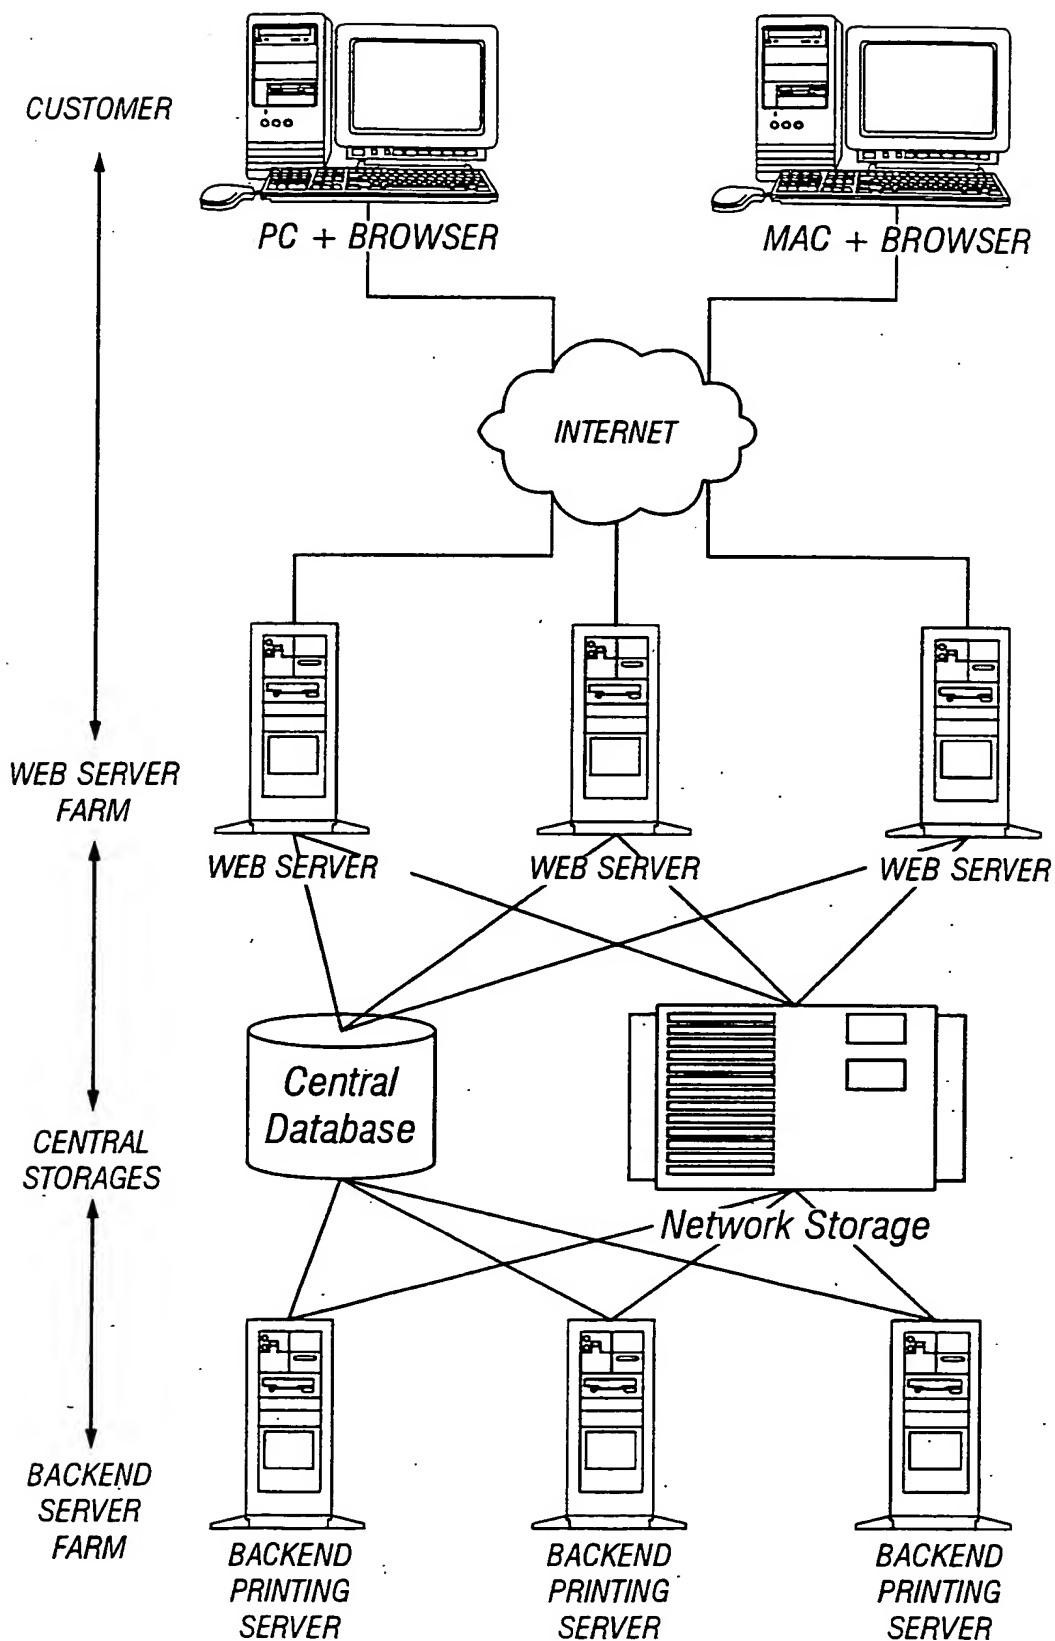 CUSTOMER
PC + BROWSER
MAC + BROWSER
INTERNET
WEB SERVER
FARM
WEB SERVER
WEB SERVER
WEB SERVER
Central
Database
CENTRAL
STORAGES
Network Storage
BACKEND
SERVER
FARM
BACKEND
PRINTING
SERVER
BACKEND
PRINTING
SERVER
BACKEND
PRINTING
SERVER